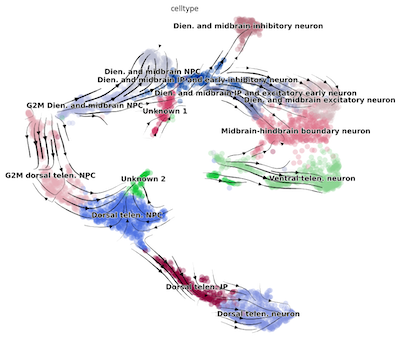 celltype
Dien. and midbrain inhibitory neuron
Dien. and midbrain NPC
Dien. and midbrain IP and early inhibitory neuron
Dien. and midbrain IP and excitatory early neuron
Dien. and midbrain excitatory neuron
G2M Dien. and midbrain NPC
Unknown 1
Midbrain-hindbrain boundary neuron
G2M dorsal telen. NPC
Unknown 2
Ventral telen. neuron
Dorsal telen. NPC
Dorsal telen. IP
Dorsal telen. neuron